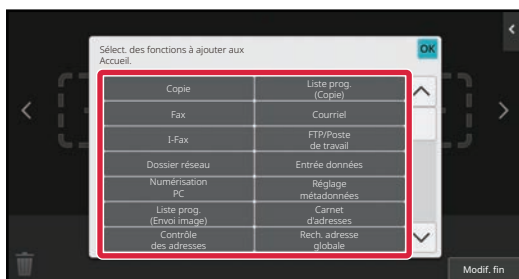 Sélect. des fonctions à ajouter aux
Accueil.
OK
Copie
Liste prog.
(Copie)
Fax
Courriel
I-Fax
FTP/Poste
de travail
Dossier réseau
Entrée données
Numérisation
PC
Réglage
métadonnées
Liste prog.
(Envoi image)
Carnet
d'adresses
Contrôle
des adresses
Rech. adresse
globale
Modif. fin